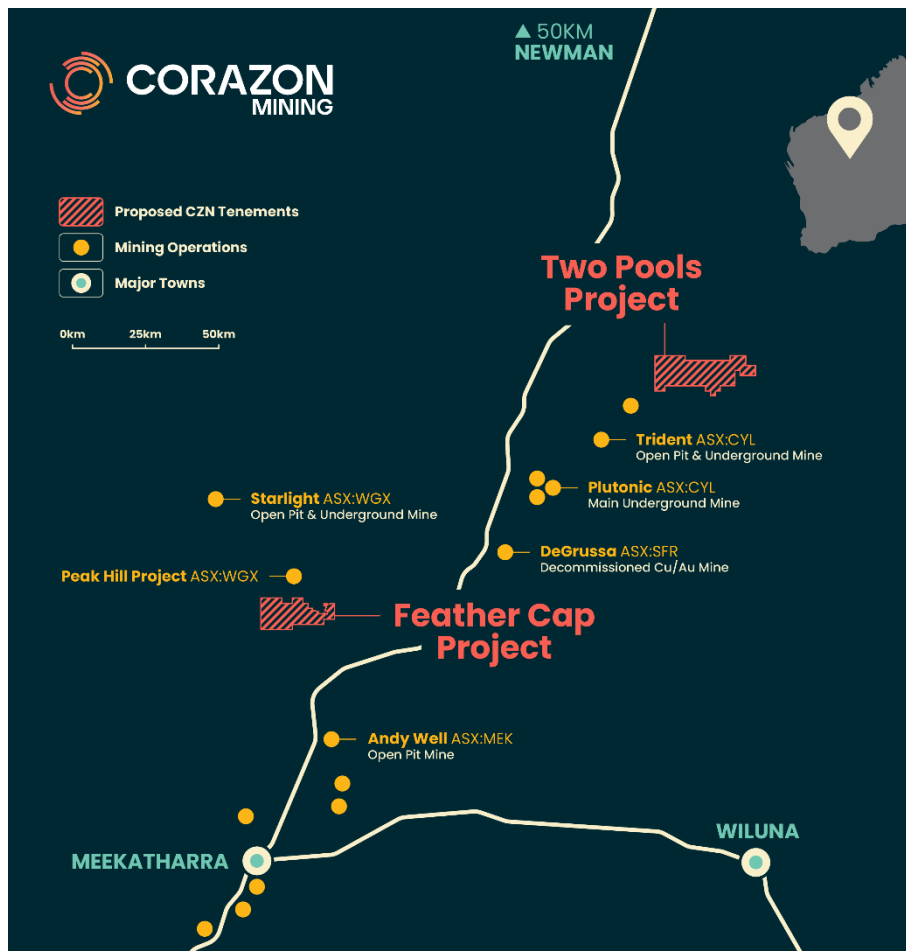 ▲ 50KM
NEWMAN
CORAZON
MINING
Proposed CZN Tenements
Mining Operations
Major Towns
0km 25km 50km
Two Pools
Project
Trident ASX:CYL
Open Pit & Underground Mine
Plutonic ASX:CYL
Main Underground Mine
Starlight ASX:WGX
Open Pit & Underground Mine
DeGrussa ASX:SFR
Decommissioned Cu/Au Mine
Peak Hill Project ASX:WGX
Feather Cap
Project
Andy Well ASX:MEK
Open Pit Mine
WILUNA
MEEKATHARRA